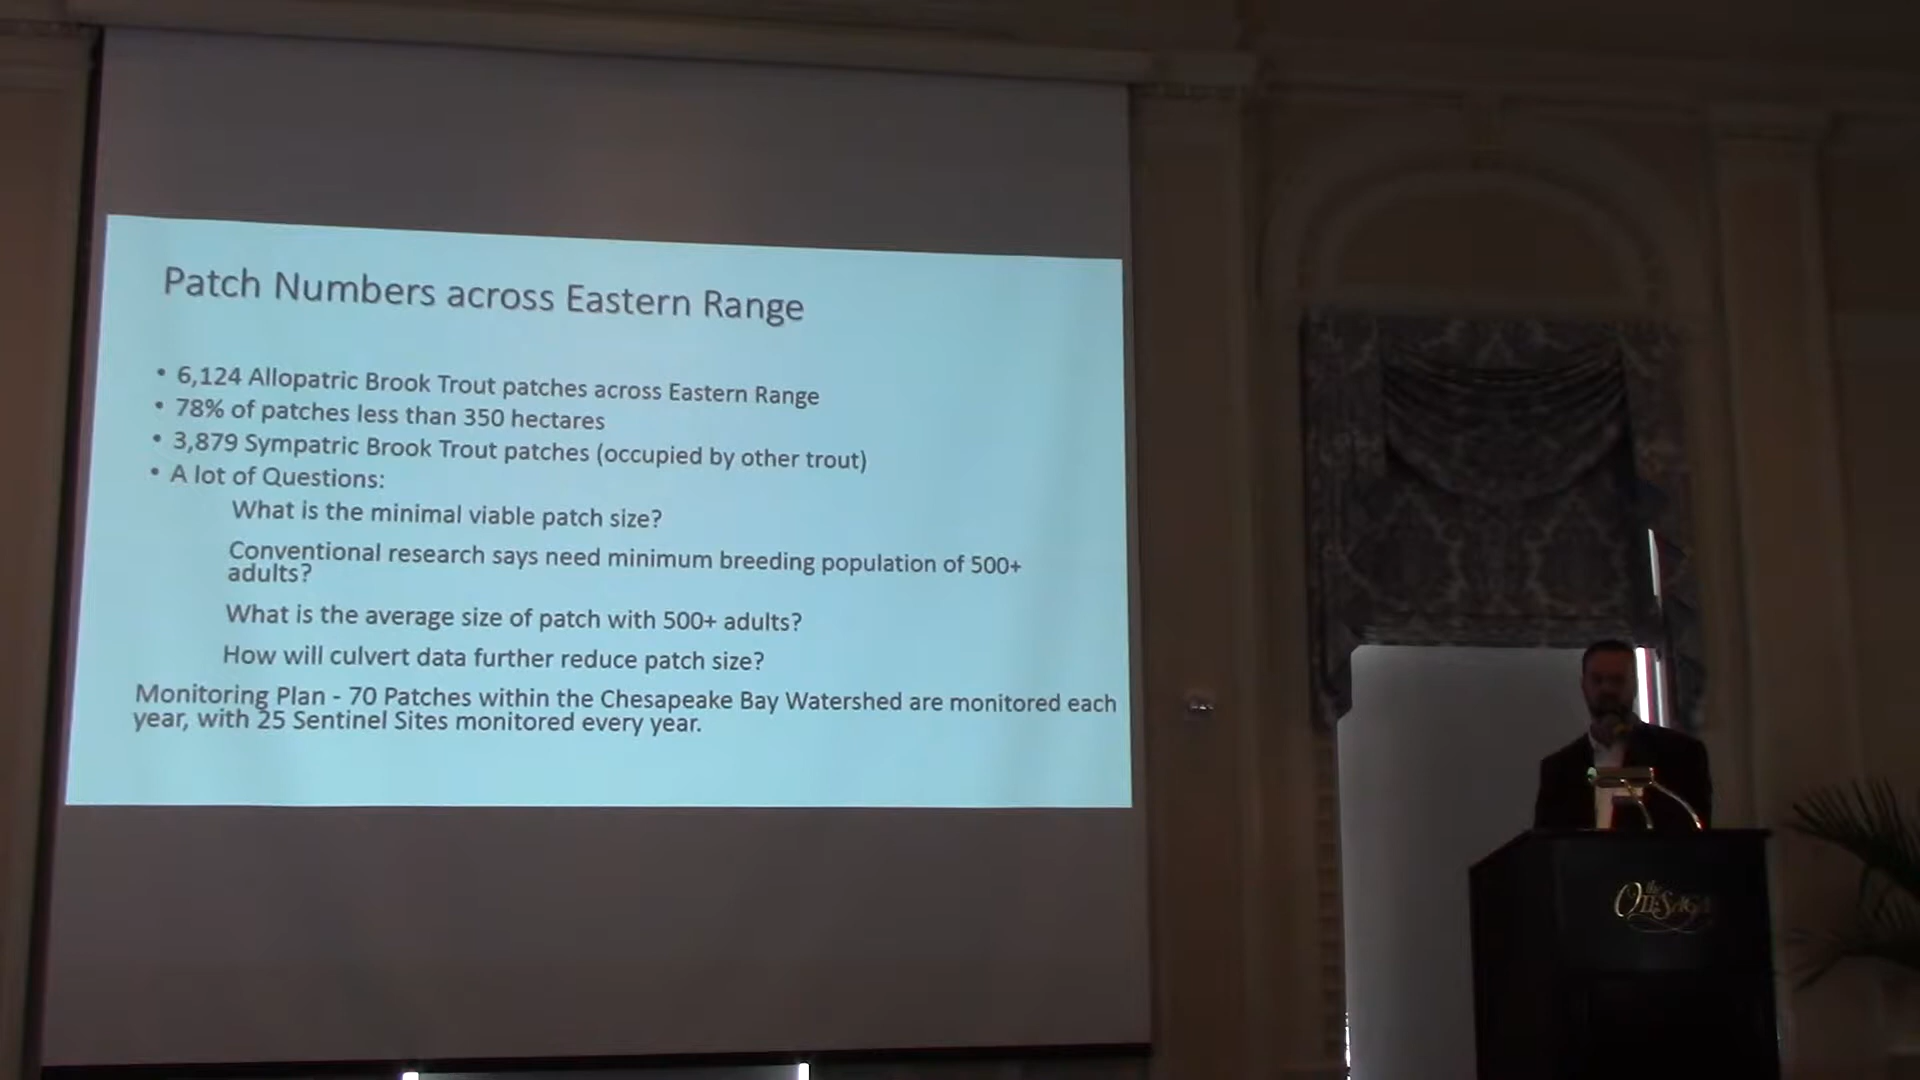 Patch Numbers across Eastern Range
• 6,124 Allopatric Brook Trout patches across Eastern Range
• 78% of patches less than 350 hectares
• 3,879 Sympatric Brook Trout patches (occupied by other trout)
• A lot of Questions:
What is the minimal viable patch size?
Conventional research says need minimum breeding population of 500+
adults?
What is the average size of patch with 500+ adults?
How will culvert data further reduce patch size?
Monitoring Plan - 70 Patches within the Chesapeake Bay Watershed are monitored each
year, with 25 Sentinel Sites monitored every year.
the
OTESAGA